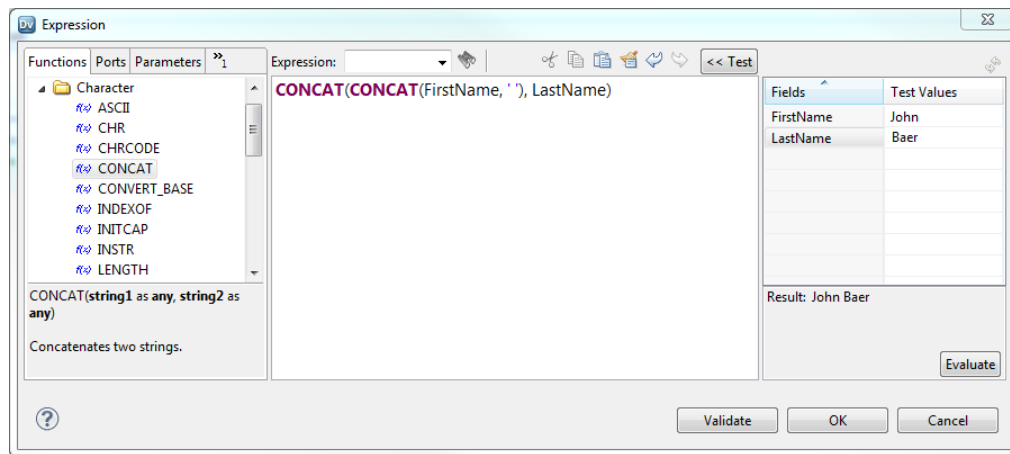 DV Expression
Functions Ports Parameters »1
Expression:
<< Test
Character
f(x) ASCII
f(x) CHR
f(x) CHRCODE
f(x) CONCAT
f(x) CONVERT_BASE
f(x) INDEXOF
f(x) INITCAP
f(x) INSTR
f(x) LENGTH
CONCAT(string1 as any, string2 as
any)
Concatenates two strings.
CONCAT(CONCAT(FirstName, ' '), LastName)
Fields Test Values
FirstName John
LastName Baer
Result: John Baer
Evaluate
?
Validate OK Cancel